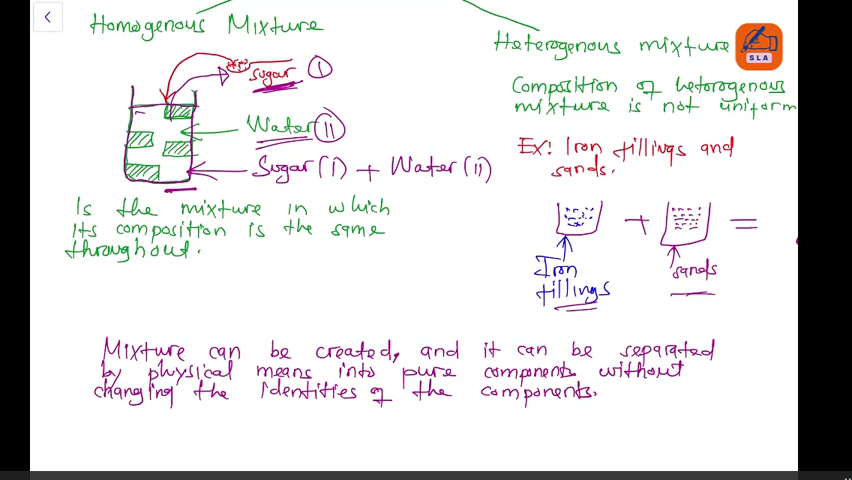 Homogenous Mixture
sugar (I)
Water (II)
Sugar (I) + Water (II)
Is the mixture in which
its composition is the same
throughout.
Heterogenous mixture
SLA
Composition of heterogenous
mixture is not uniform
Ex: Iron fillings and
sands.
+ =
Iron
fillings
sands
Mixture can be created, and it can be separated
by physical means into pure components without
changing the identities of the components.